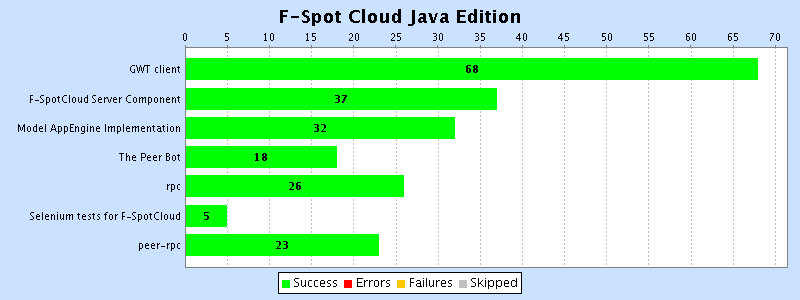 F-Spot Cloud Java Edition
0 5 10 15 20 25 30 35 40 45 50 55 60 65 70
GWT client 68
F-SpotCloud Server Component 37
Model AppEngine Implementation 32
The Peer Bot 18
rpc 26
Selenium tests for F-SpotCloud 5
peer-rpc 23
Success Errors Failures Skipped